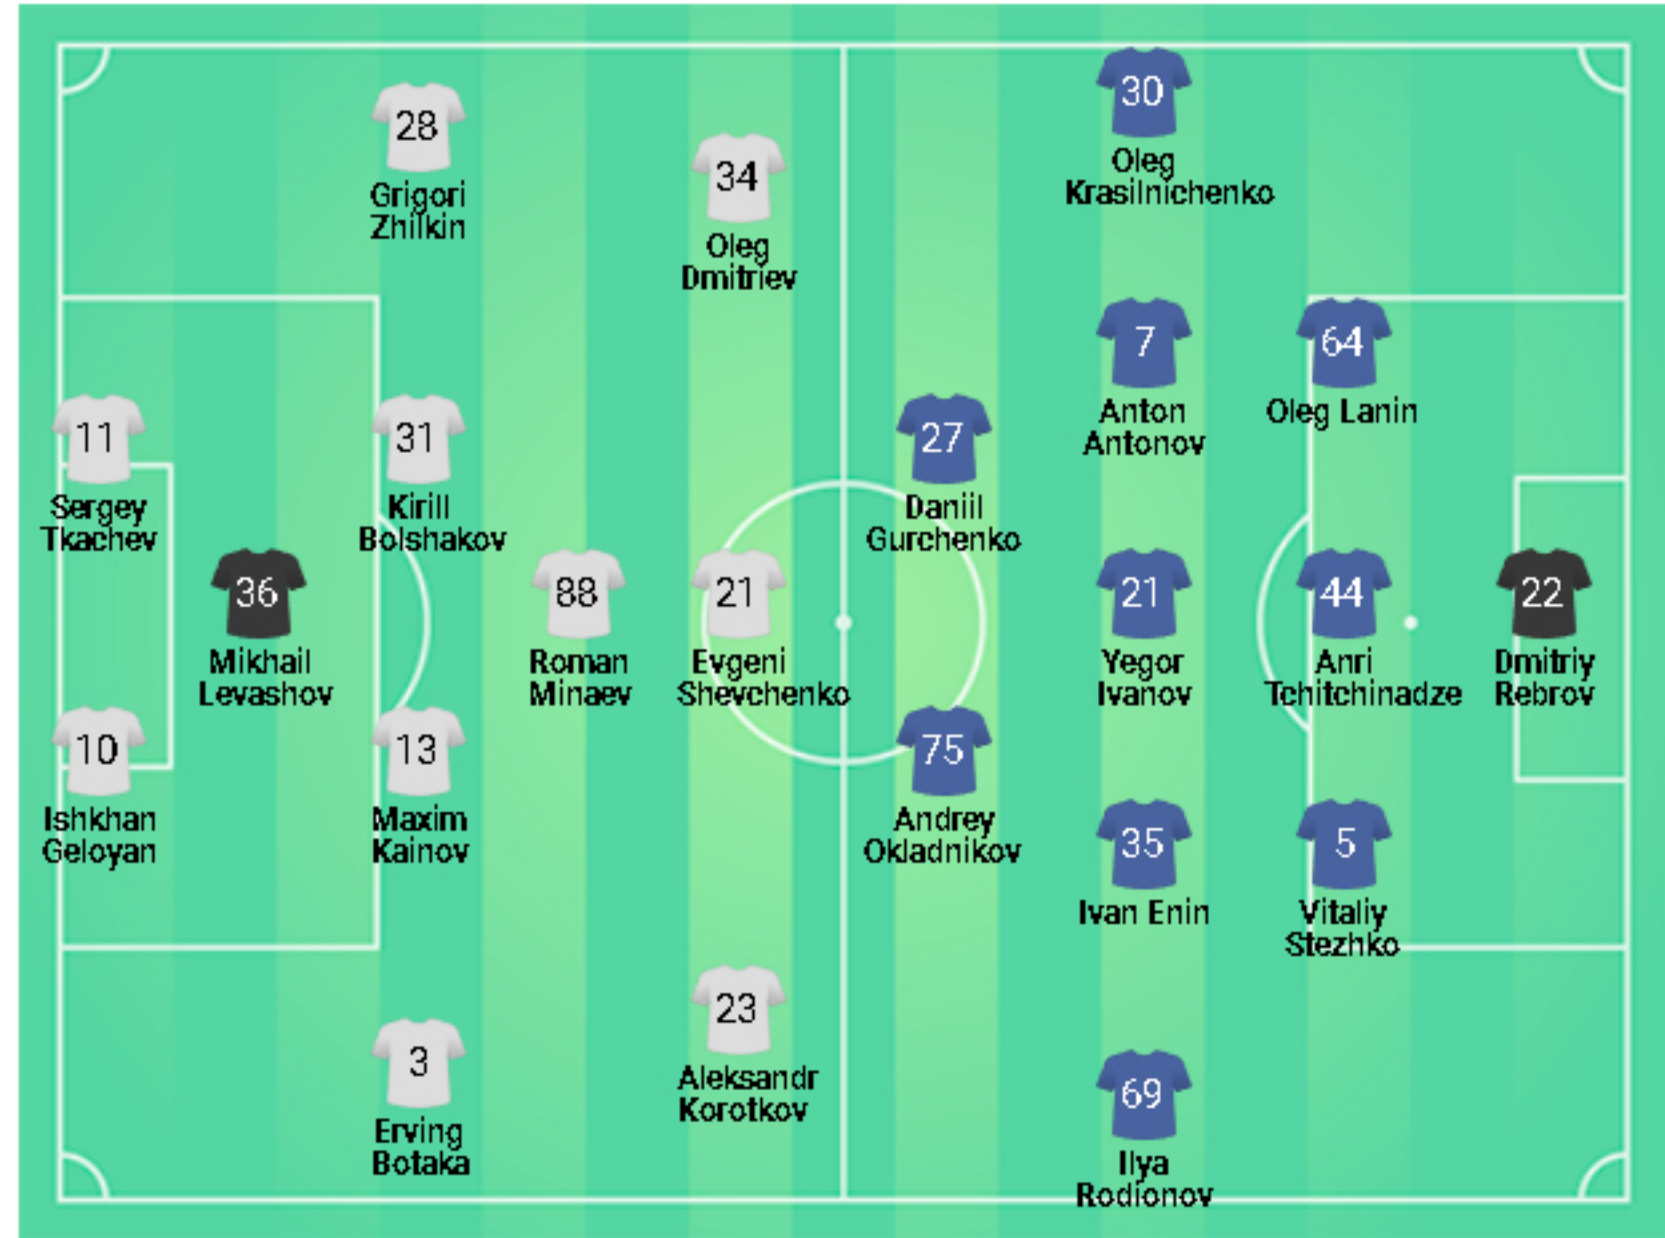 30
Oleg
Krasilnichenko
28
Grigori
Zhilkin
34
Oleg
Dmitriev
7
Anton
Antonov
64
Oleg Lanin
11
Sergey
Tkachev
31
Kirill
Bolshakov
27
Daniil
Gurchenko
36
Mikhail
Levashov
88
Roman
Minaev
21
Evgeni
Shevchenko
21
Yegor
Ivanov
44
Anri
Tchitchinadze
22
Dmitriy
Rebrov
10
Ishkhan
Geloyan
13
Maxim
Kainov
75
Andrey
Okladnikov
35
Ivan Enin
5
Vitaliy
Stezhko
23
Aleksandr
Korotkov
3
Erving
Botaka
69
Ilya
Rodionov